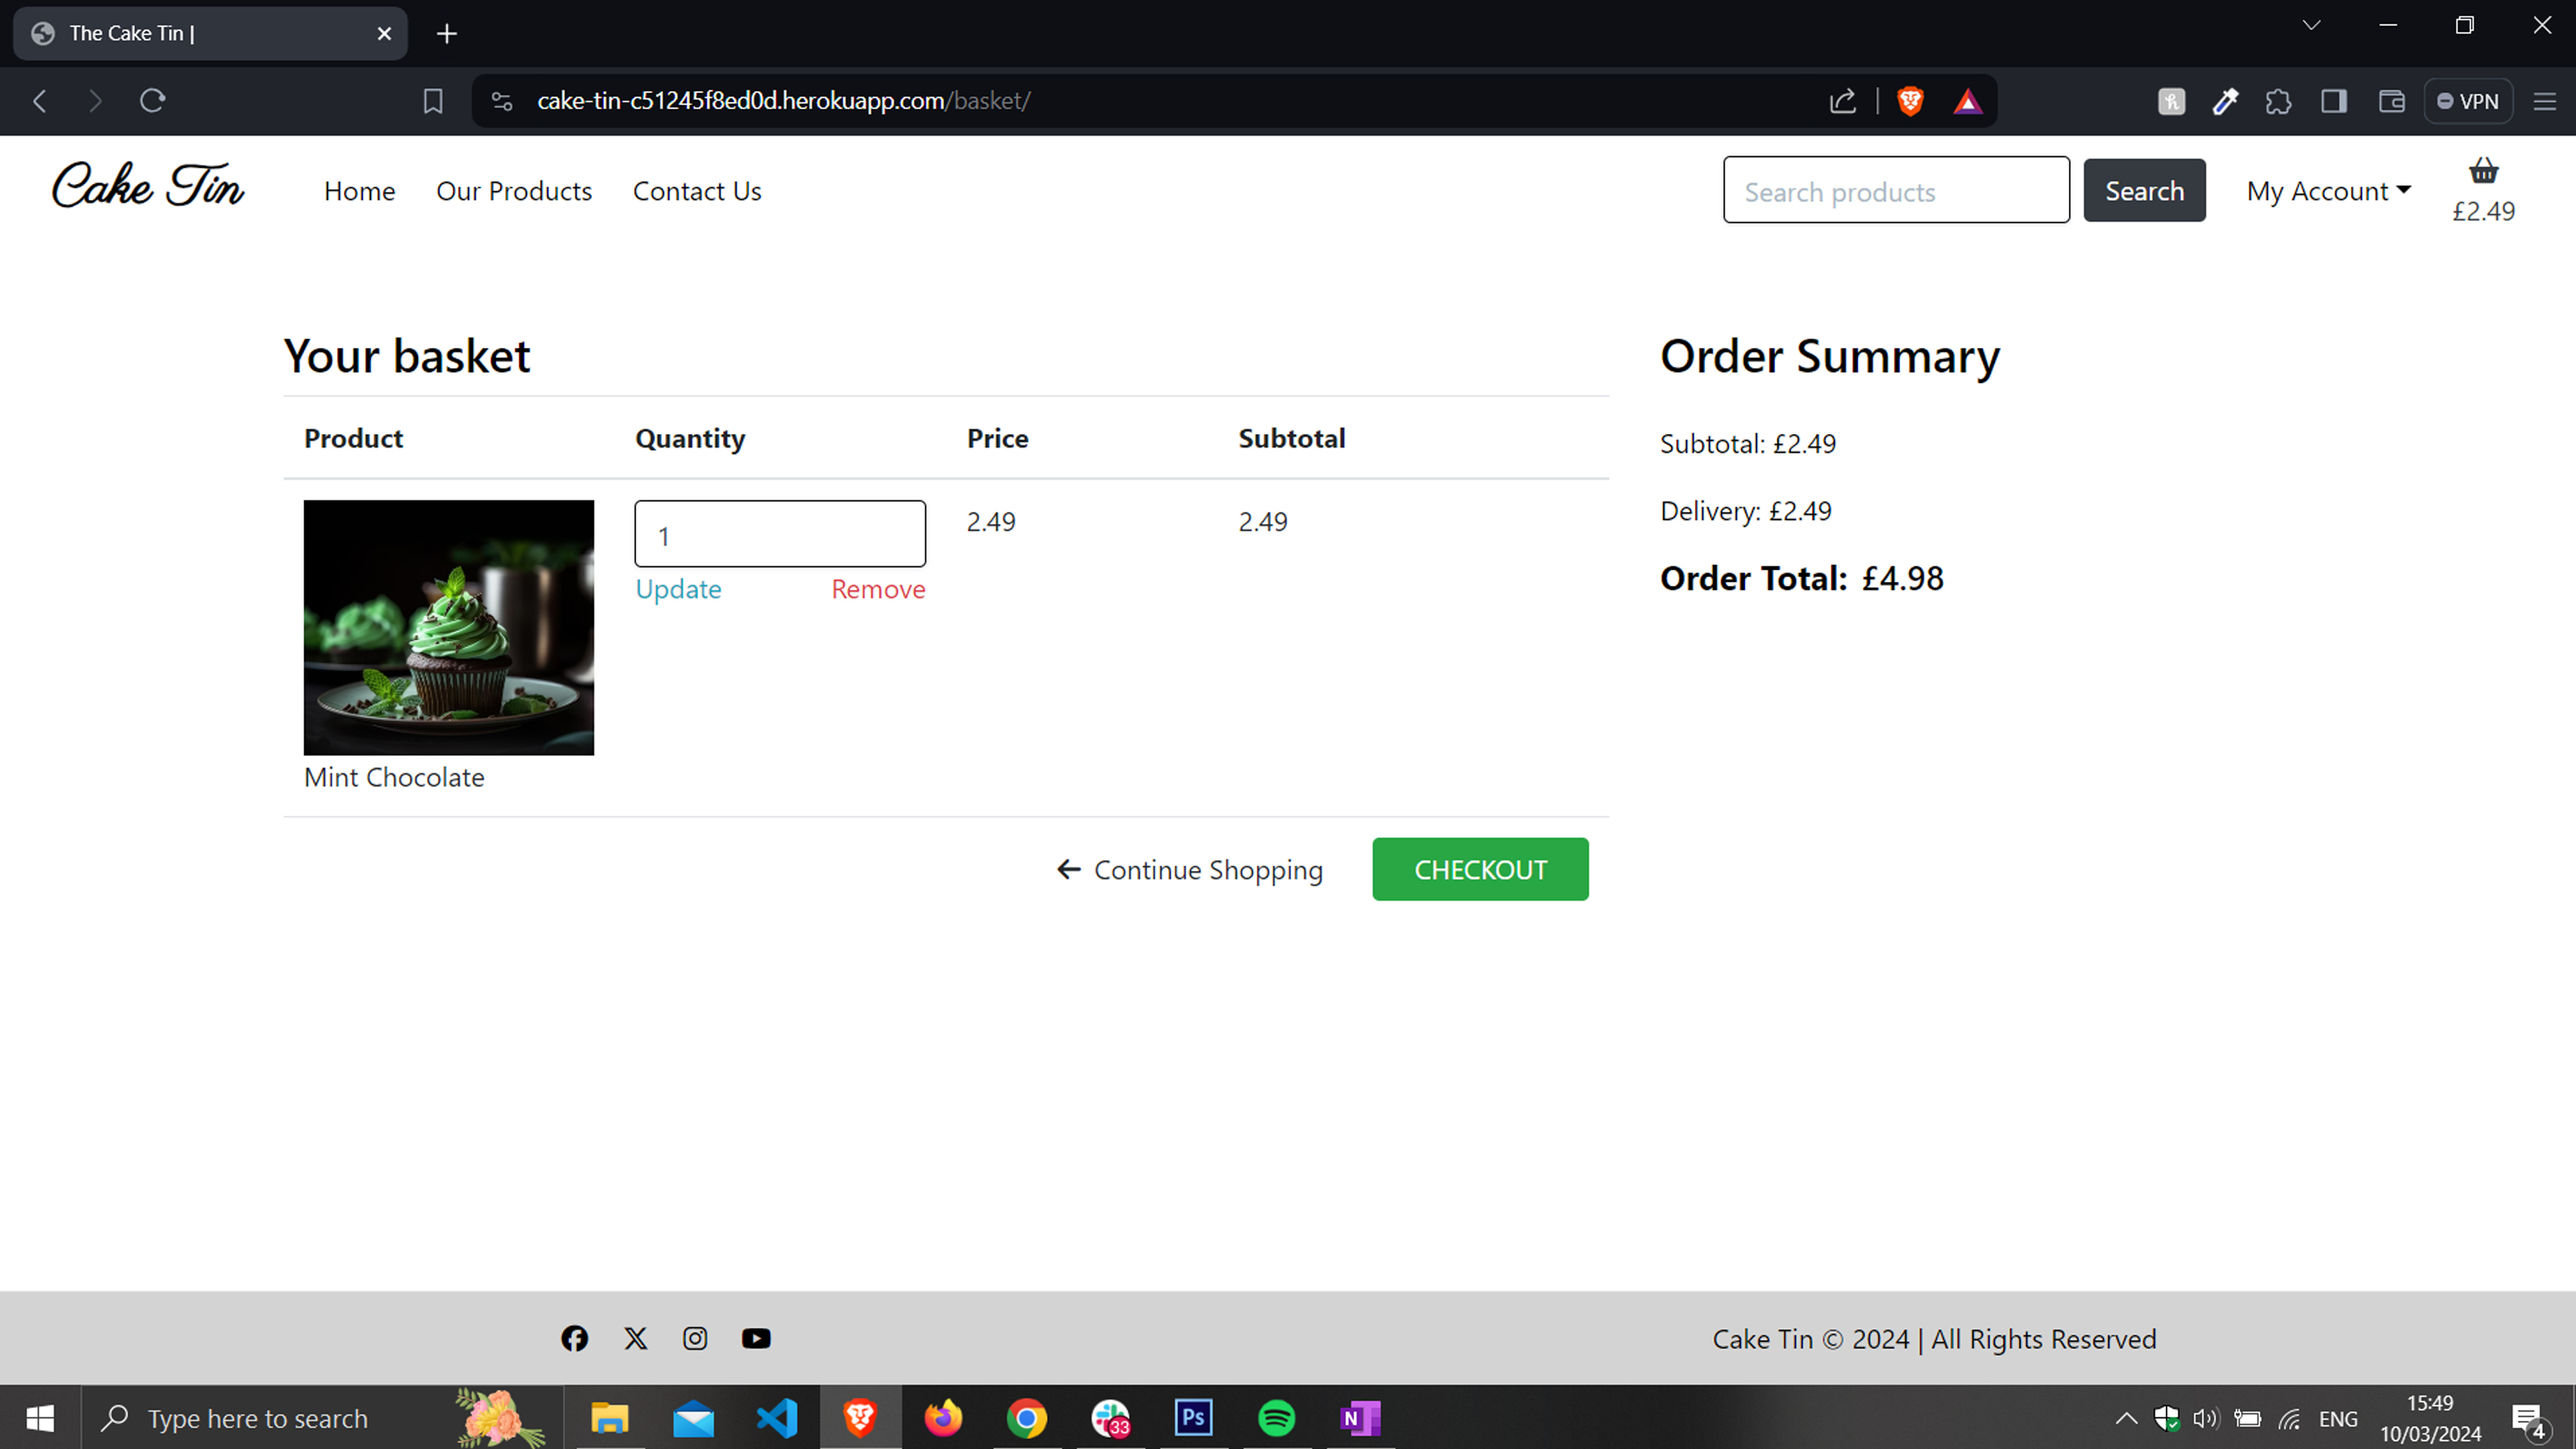 The Cake Tin |
cake-tin-c51245f8ed0d.herokuapp.com/basket/
VPN
Cake Tin
Home
Our Products
Contact Us
Search products
Search
My Account
£2.49
Your basket
Product
Quantity
Price
Subtotal
1
2.49
2.49
Update
Remove
Mint Chocolate
Continue Shopping
CHECKOUT
Order Summary
Subtotal: £2.49
Delivery: £2.49
Order Total: £4.98
Cake Tin © 2024 | All Rights Reserved
Type here to search
33
Ps
N
ENG
15:49
10/03/2024
4